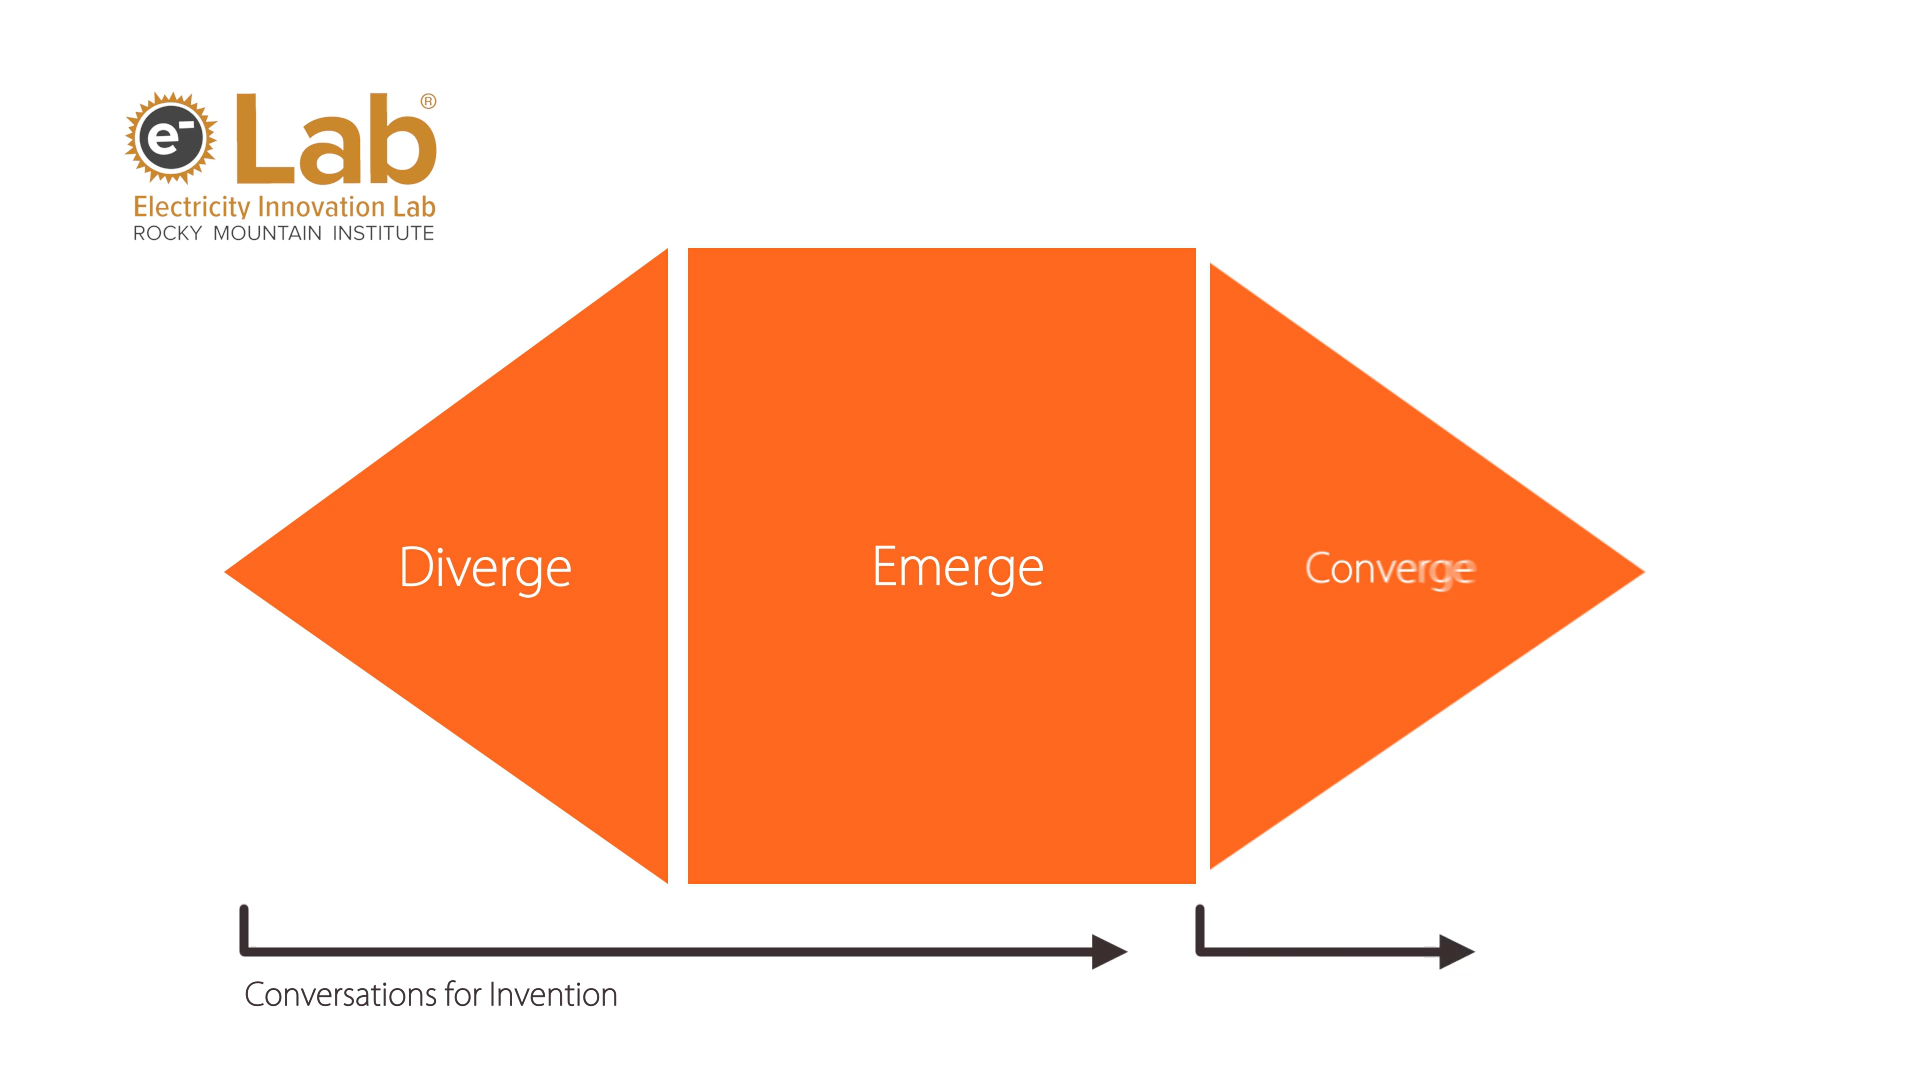 e- Lab®
Electricity Innovation Lab
ROCKY MOUNTAIN INSTITUTE
Diverge
Emerge
Converge
Conversations for Invention